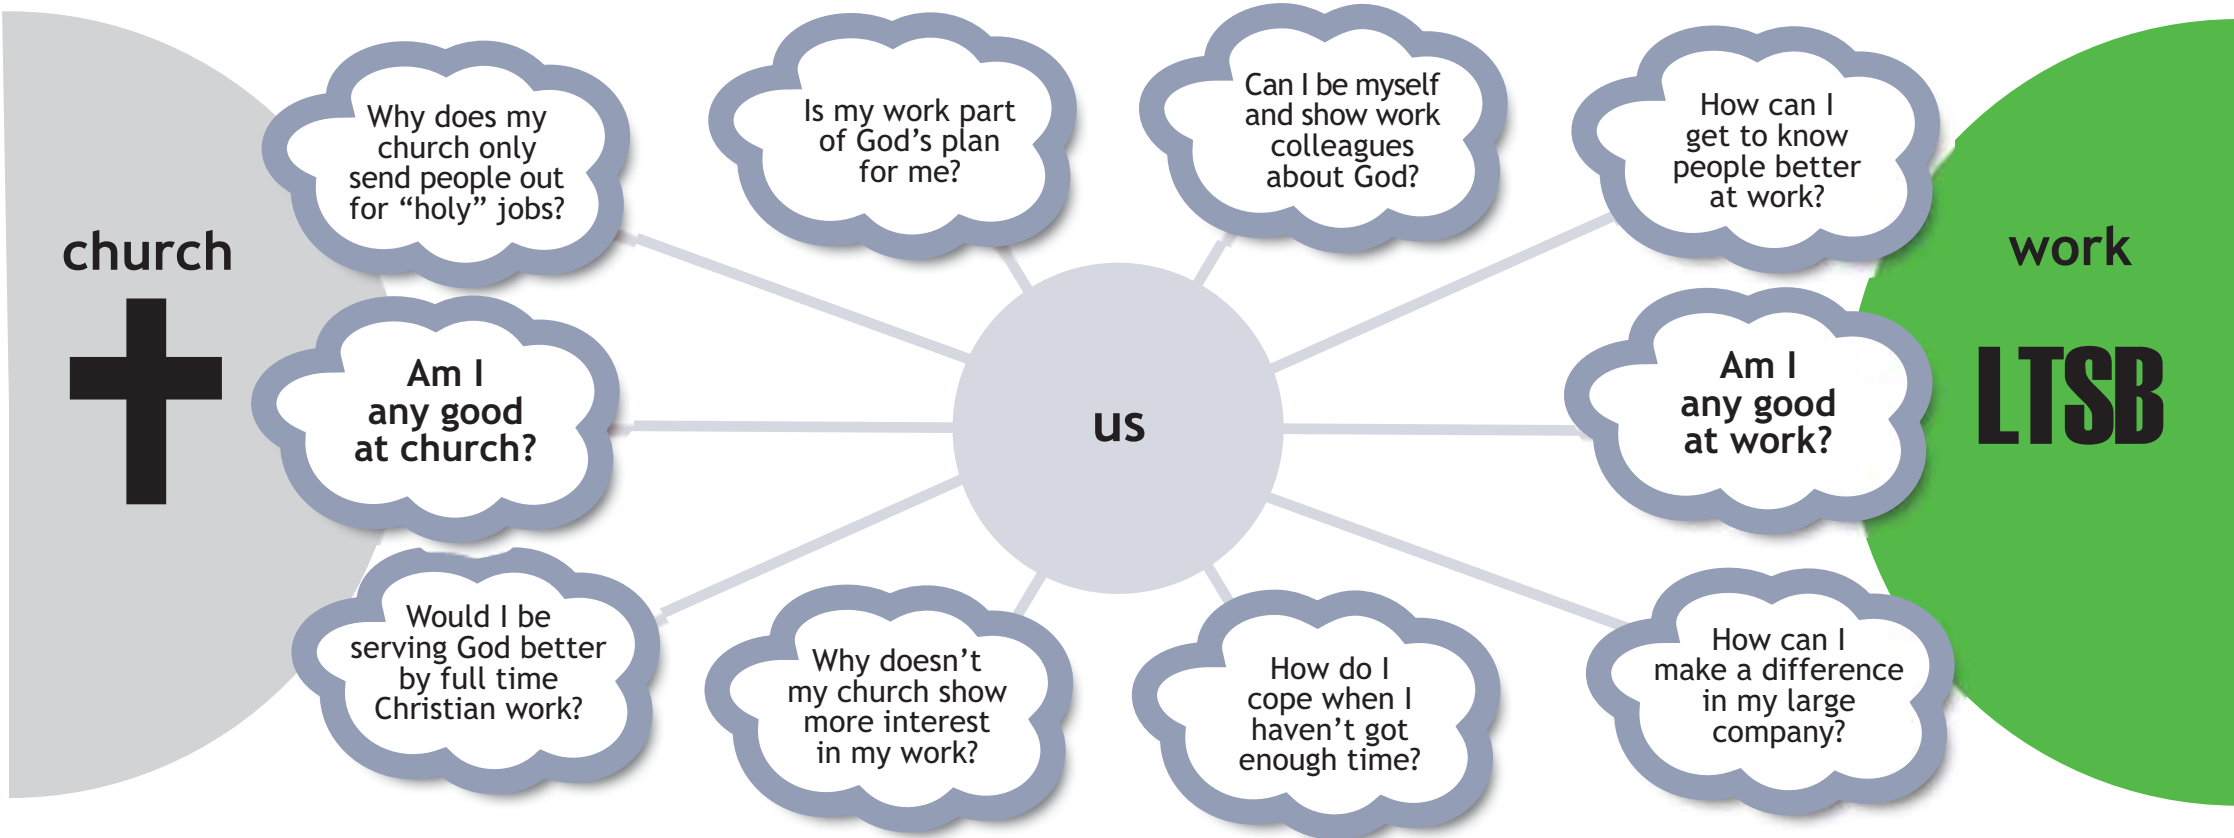 church
Why does my
church only
send people out
for “holy” jobs?
Is my work part
of God’s plan
for me?
Can I be myself
and show work
colleagues
about God?
How can I
get to know
people better
at work?
work
LTSB
Am I
any good
at church?
us
Am I
any good
at work?
Would I be
serving God better
by full time
Christian work?
Why doesn’t
my church show
more interest
in my work?
How do I
cope when I
haven’t got
enough time?
How can I
make a difference
in my large
company?